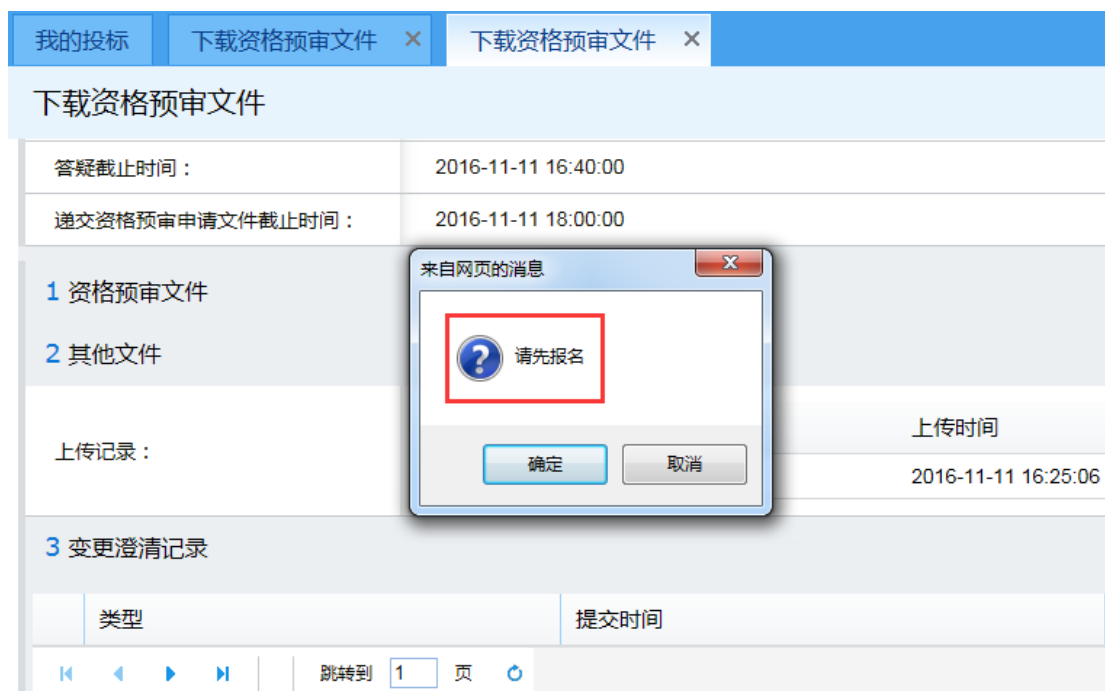 我的投标 下载资格预审文件 × 下载资格预审文件 ×
下载资格预审文件
答疑截止时间： 2016-11-11 16:40:00
递交资格预审申请文件截止时间： 2016-11-11 18:00:00
来自网页的消息
1 资格预审文件
请先报名
2 其他文件
上传时间
上传记录：
确定 取消
2016-11-11 16:25:06
3 变更澄清记录
类型 提交时间
跳转到 1 页